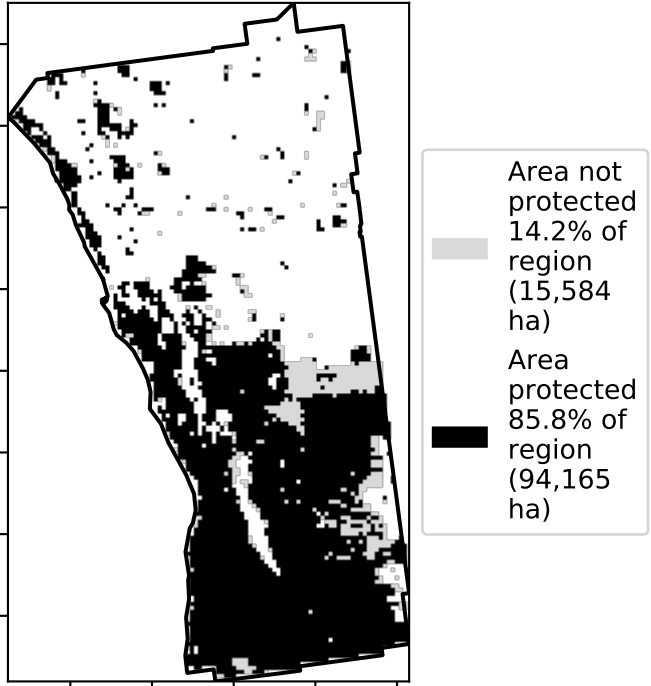 Area not
protected
14.2% of
region
(15,584
ha)
Area
protected
85.8% of
region
(94,165
ha)